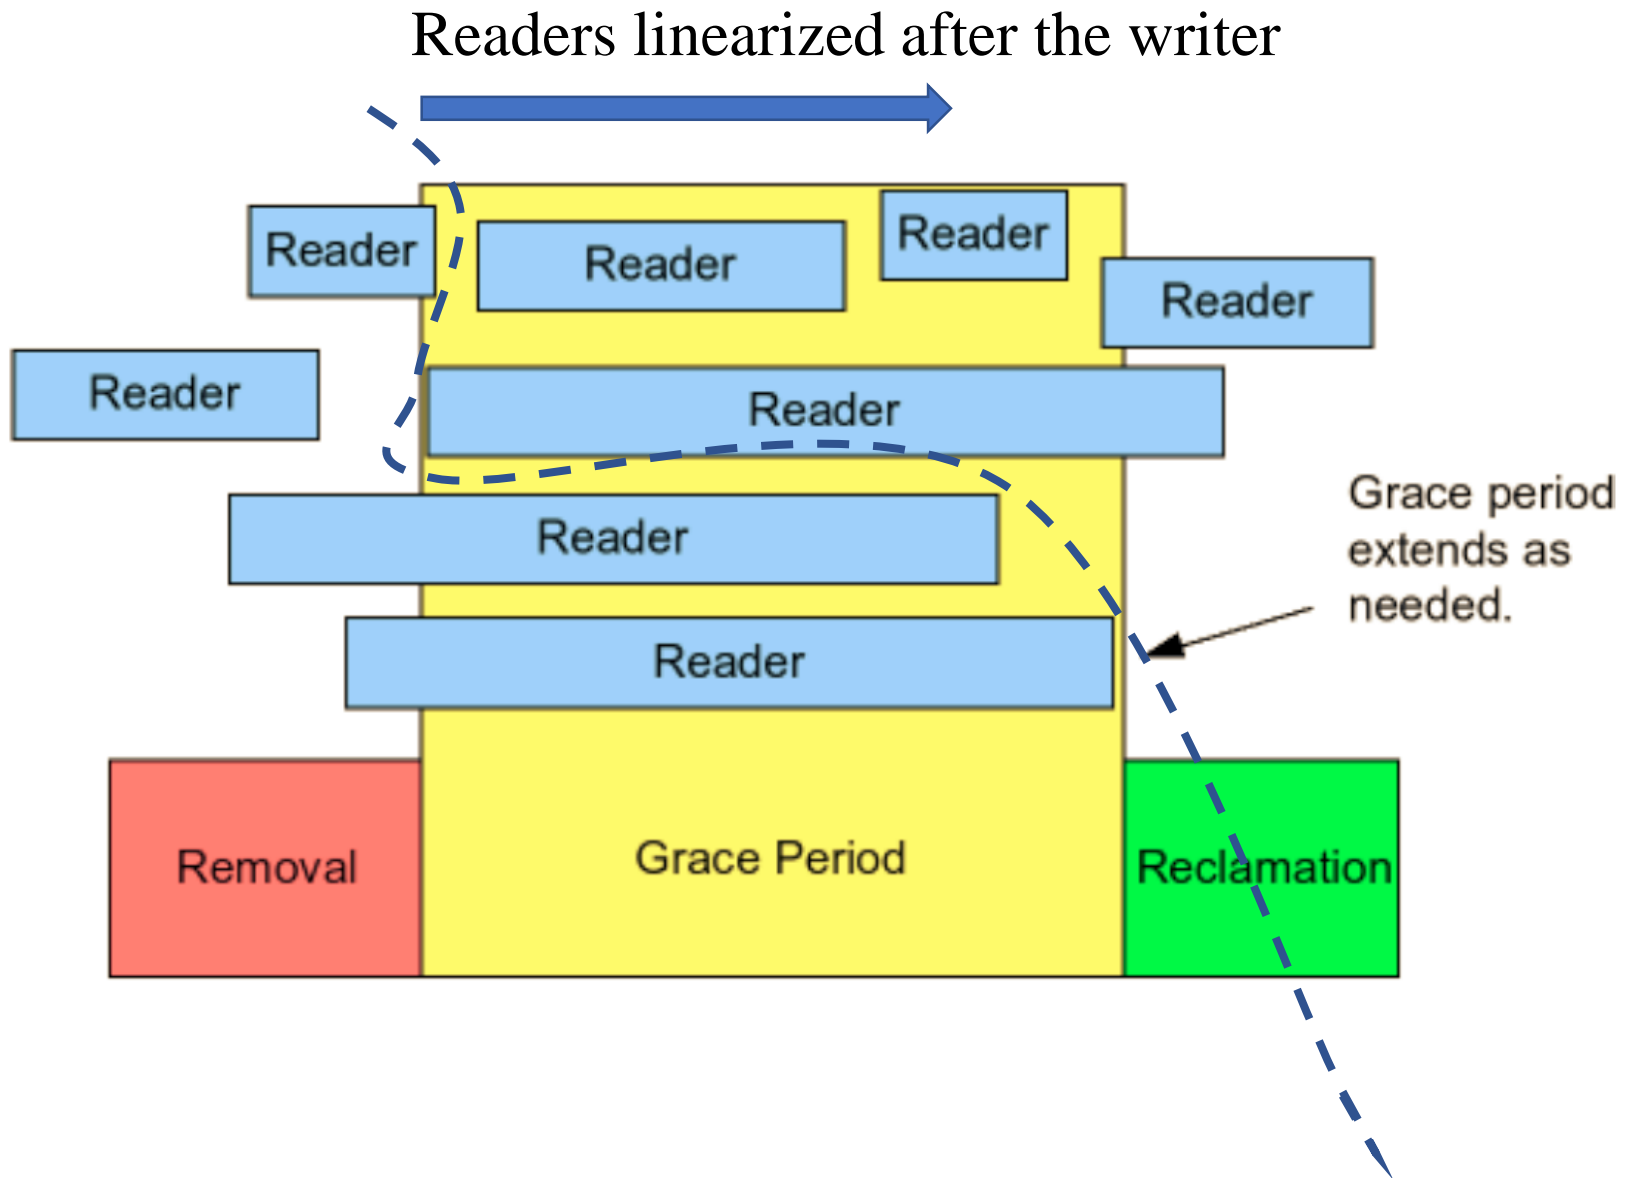 Readers linearized after the writer
Reader
Reader
Reader
Reader
Reader
Reader
Reader
Reader
Grace period
extends as
needed.
Removal
Grace Period
Reclamation